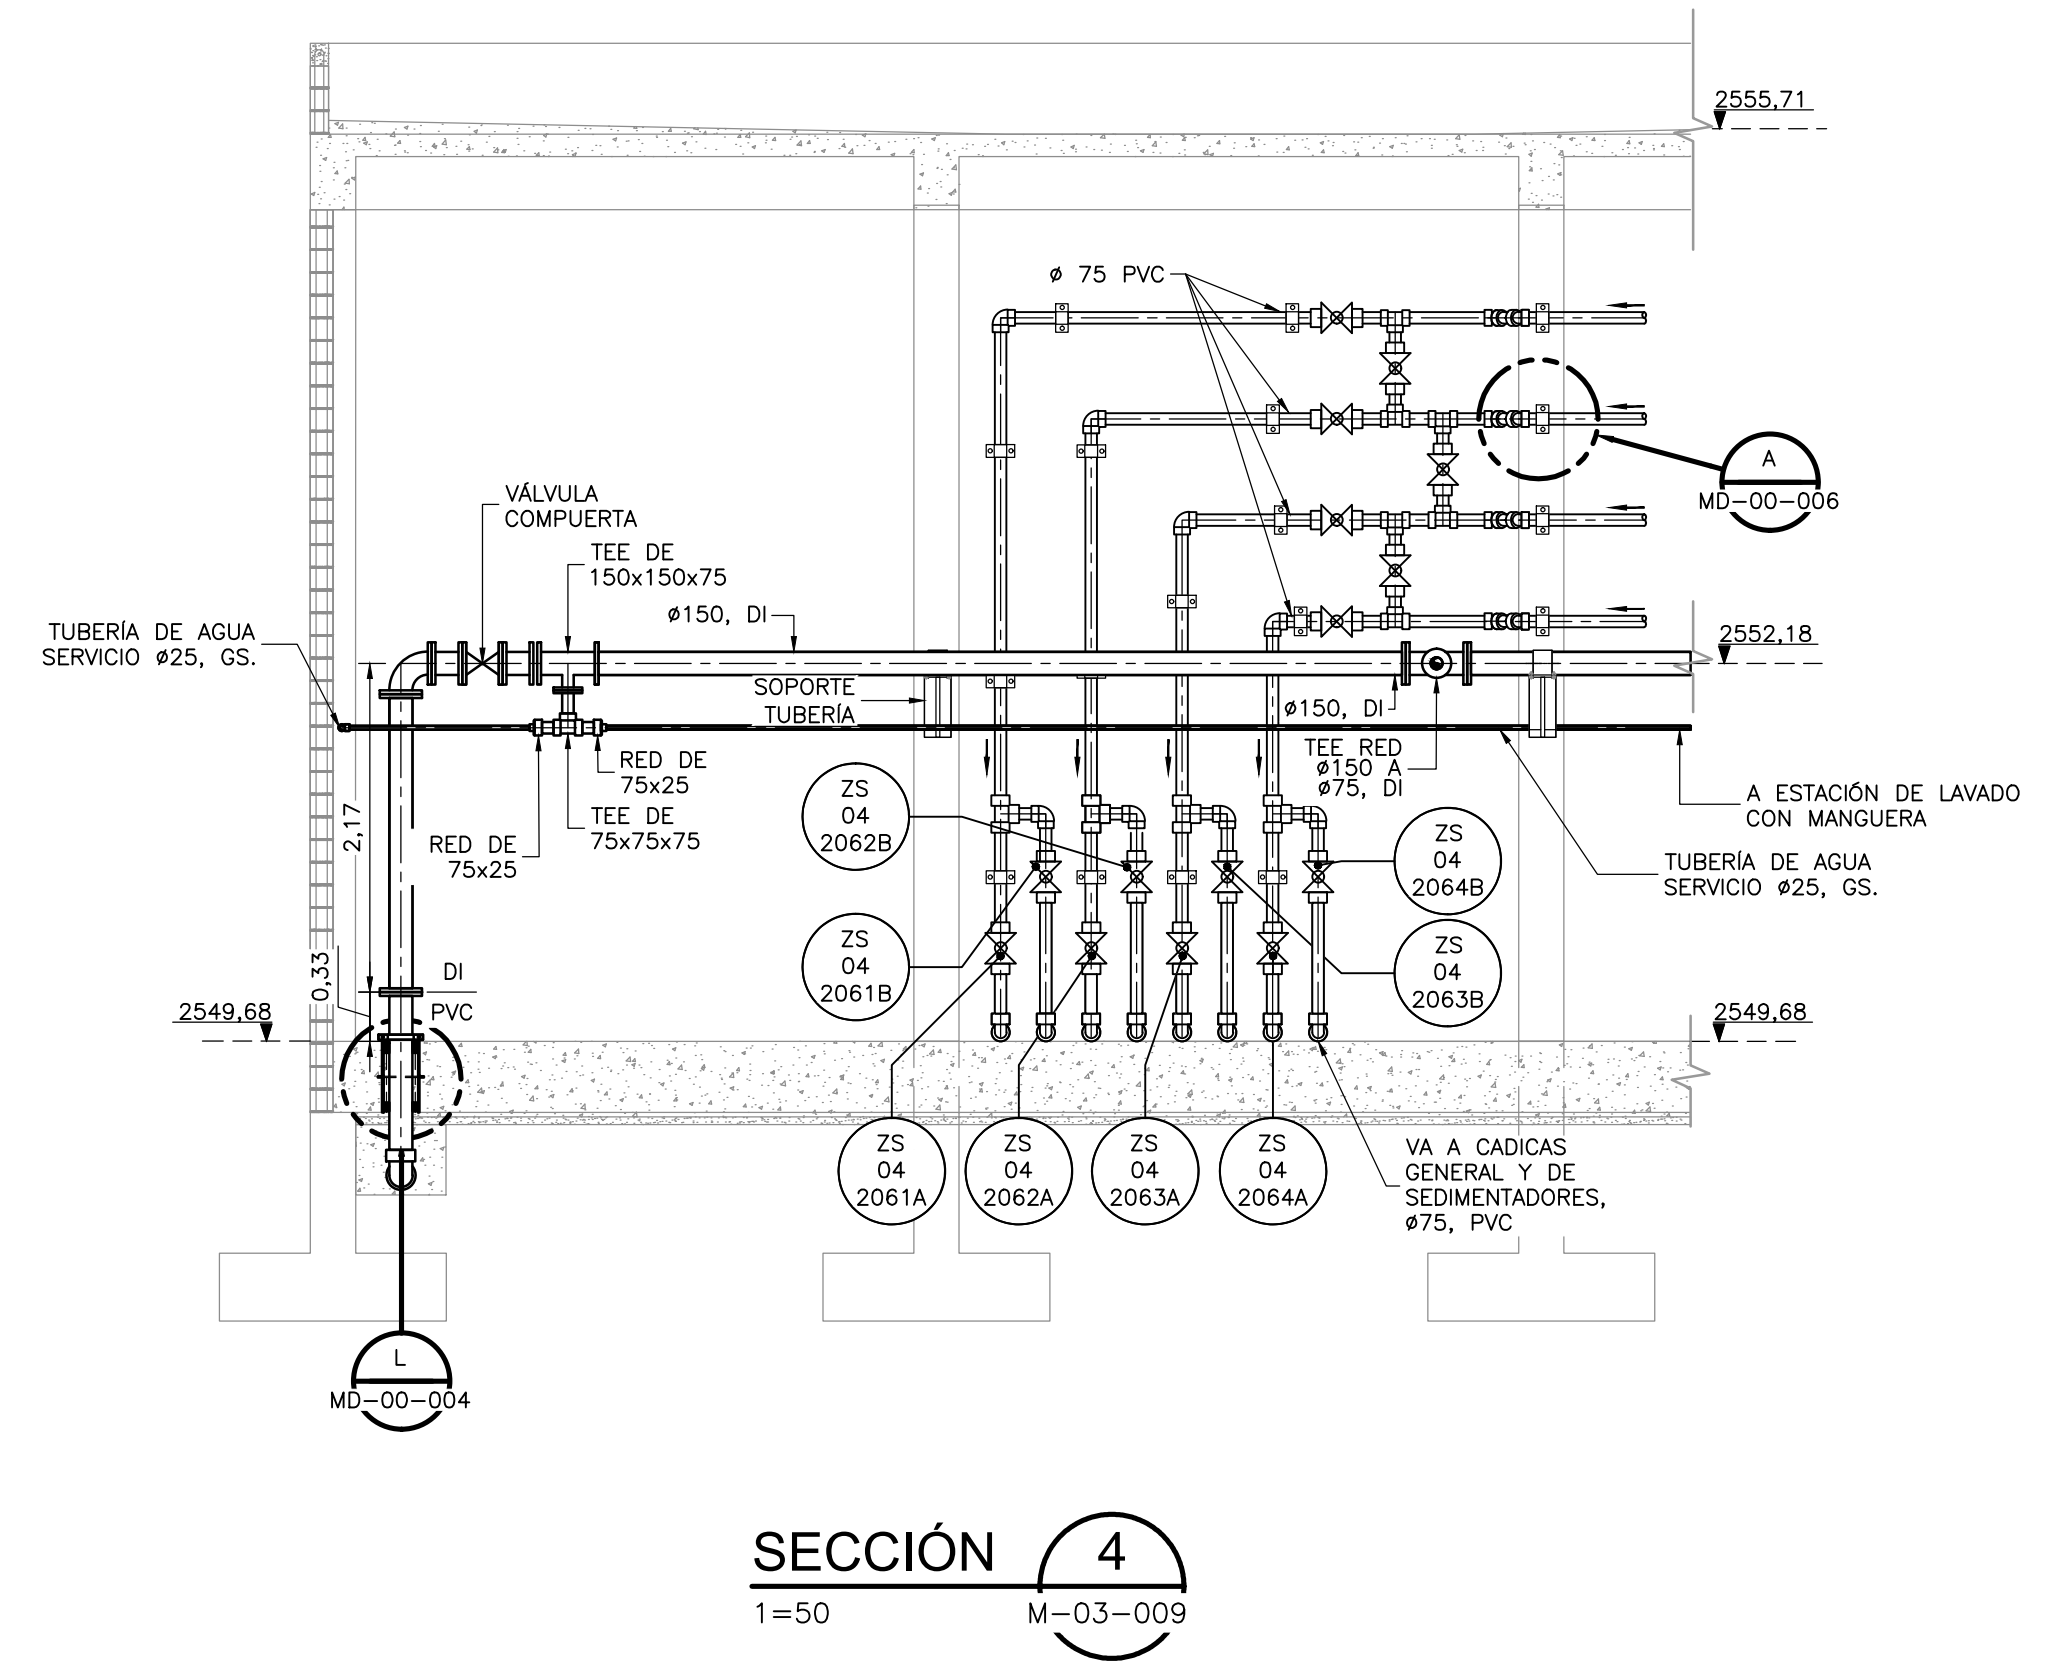 2555,71
ø 75 PVC
A
MD-00-006
VÁLVULA
COMPUERTA
TEE DE
150x150x75
ø150, DI
TUBERÍA DE AGUA
SERVICIO ø25, GS.
2552,18
SOPORTE
TUBERÍA
ø150, DI
TEE RED
ø150 A
ø75, DI
RED DE
75x25
TEE DE
75x75x75
RED DE
75x25
2,17
A ESTACIÓN DE LAVADO
CON MANGUERA
TUBERÍA DE AGUA
SERVICIO ø25, GS.
ZS
04
2062B
ZS
04
2064B
ZS
04
2061B
ZS
04
2063B
0,33
DI
PVC
2549,68
2549,68
ZS
04
2061A
ZS
04
2062A
ZS
04
2063A
ZS
04
2064A
VA A CADICAS
GENERAL Y DE
SEDIMENTADORES,
ø75, PVC
L
MD-00-004
SECCIÓN
4
1=50
M-03-009